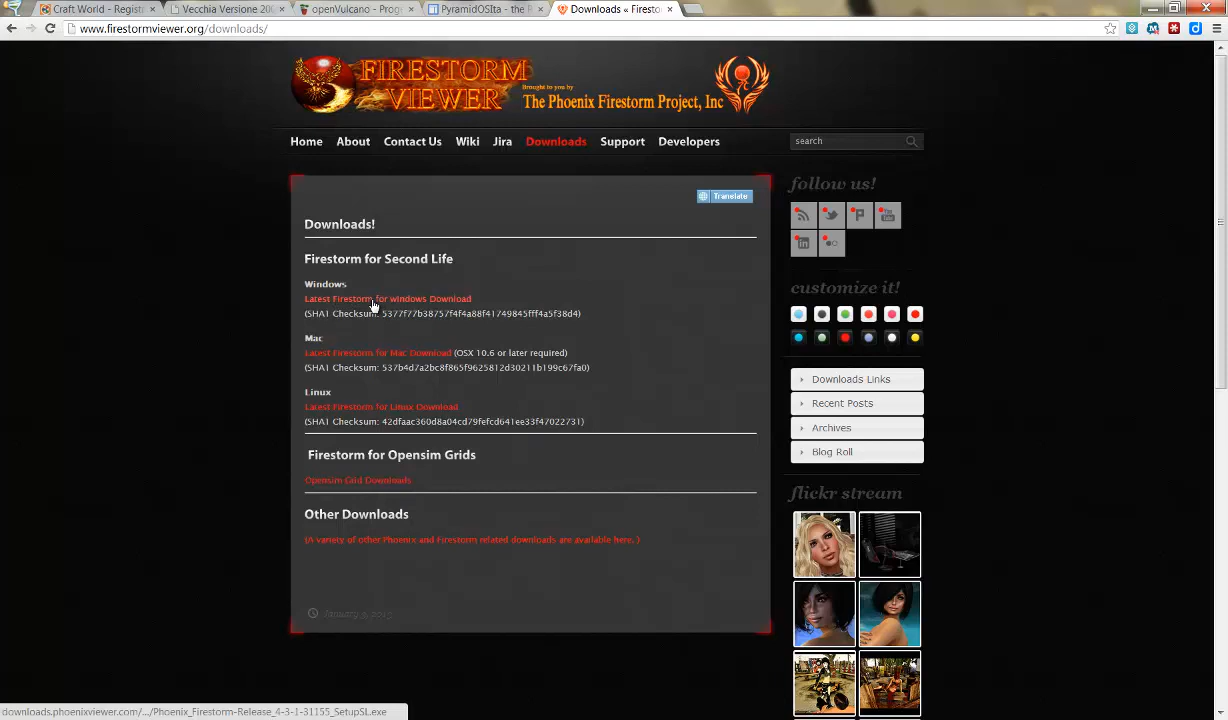 Craft World - Registra
Vecchia Versione 200
openVulcano - Proge
PyramidOSIta - the R
Downloads « Firestor
www.firestormviewer.org/downloads/
FIRESTORM
VIEWER
Brought to you by
The Phoenix Firestorm Project, Inc
Home About Contact Us Wiki Jira Downloads Support Developers
search
Translate
Downloads!
Firestorm for Second Life
Windows
Latest Firestorm for windows Download
(SHA1 Checksum: 5377f77b38757f4f4a88f41749845fff4a5f38d4)
Mac
Latest Firestorm for Mac Download (OSX 10.6 or later required)
(SHA1 Checksum: 537b4d7a2bc8f865f9625812d30211b199c67fa0)
Linux
Latest Firestorm for Linux Download
(SHA1 Checksum: 42dfaac360d8a04cd79fefcd641ee33f47022731)
Firestorm for Opensim Grids
Opensim Grid Downloads
Other Downloads
(A variety of other Phoenix and Firestorm related downloads are available here. )
follow us!
customize it!
Downloads Links
Recent Posts
Archives
Blog Roll
flickr stream
downloads.phoenixviewer.com/.../Phoenix_Firestorm-Release_4-3-1-31155_SetupSL.exe